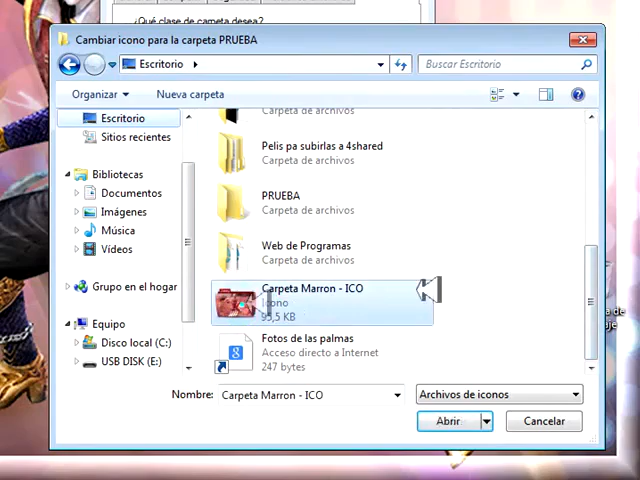 ¿Qué clase de carpeta desea?
Cambiar icono para la carpeta PRUEBA
Escritorio
Buscar Escritorio
Organizar
Nueva carpeta
Escritorio
Sitios recientes
Bibliotecas
Documentos
Imágenes
Música
Vídeos
Grupo en el hogar
Equipo
Disco local (C:)
USB DISK (E:)
Carpeta de archivos
Pelis pa subirlas a 4shared
Carpeta de archivos
PRUEBA
Carpeta de archivos
Web de Programas
Carpeta de archivos
Carpeta Marron - ICO
Icono
95,5 KB
Fotos de las palmas
Acceso directo a Internet
247 bytes
Nombre:
Carpeta Marron - ICO
Archivos de iconos
Abrir
Cancelar